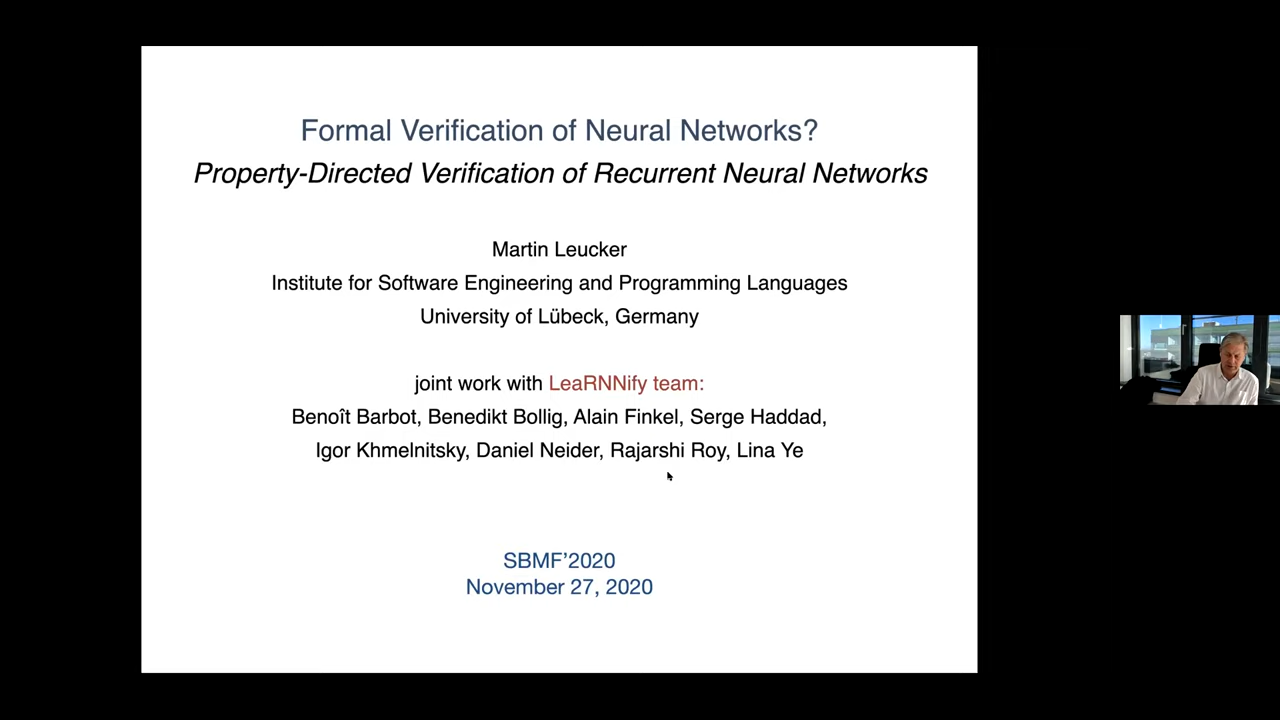 Formal Verification of Neural Networks?
Property-Directed Verification of Recurrent Neural Networks
Martin Leucker
Institute for Software Engineering and Programming Languages
University of Lübeck, Germany
joint work with LeaRNNify team:
Benoît Barbot, Benedikt Bollig, Alain Finkel, Serge Haddad,
Igor Khmelnitsky, Daniel Neider, Rajarshi Roy, Lina Ye
SBMF’2020
November 27, 2020